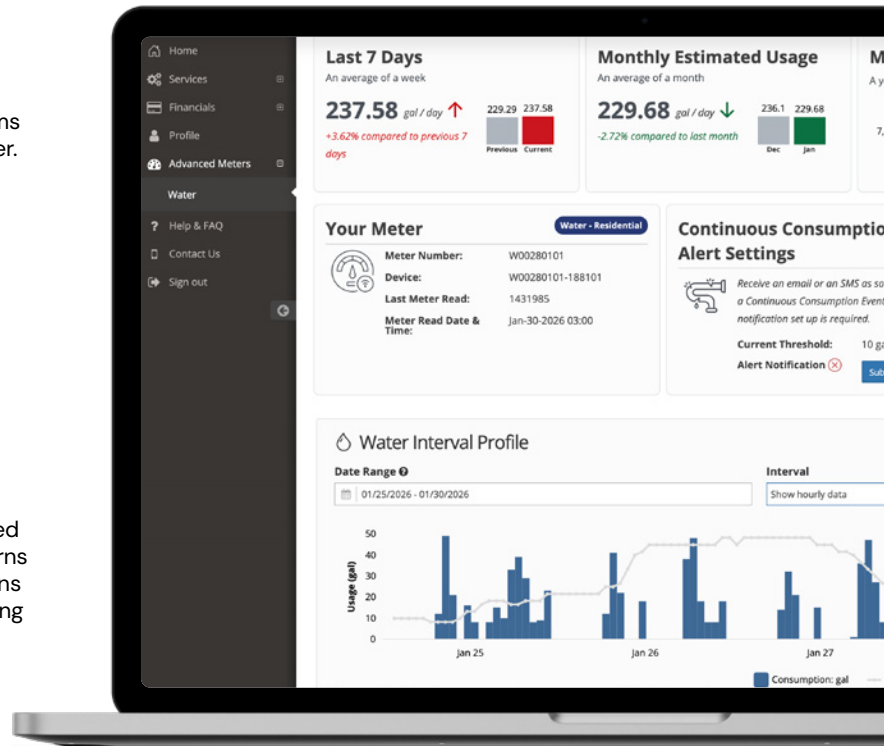 ns
er.
ed
rns
ns
ng
Home
Services
Financials
Profile
Advanced Meters
Water
Help & FAQ
Contact Us
Sign out
Last 7 Days
An average of a week
237.58 gal / day
+3.62% compared to previous 7
days
229.29 237.58
Previous Current
Monthly Estimated Usage
An average of a month
229.68 gal / day
-2.72% compared to last month
236.1 229.68
Dec Jan
M
A y
7,
Your Meter
Water - Residential
Meter Number: W00280101
Device: W00280101-188101
Last Meter Read: 1431985
Meter Read Date & Jan-30-2026 03:00
Time:
Continuous Consumptio
Alert Settings
Receive an email or an SMS as so
a Continuous Consumption Event
notification set up is required.
Current Threshold: 10 ga
Alert Notification
Sub
Water Interval Profile
Date Range
01/25/2026 - 01/30/2026
Interval
Show hourly data
Usage (gal)
50
40
30
20
10
0
Jan 25 Jan 26 Jan 27
Consumption: gal